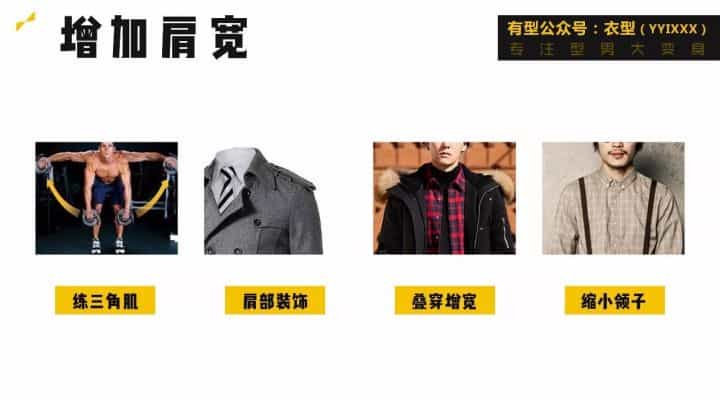 增加肩宽
有型公众号：衣型（YYIXXX）
专注型男大变身
练三角肌
肩部装饰
叠穿增宽
缩小领子